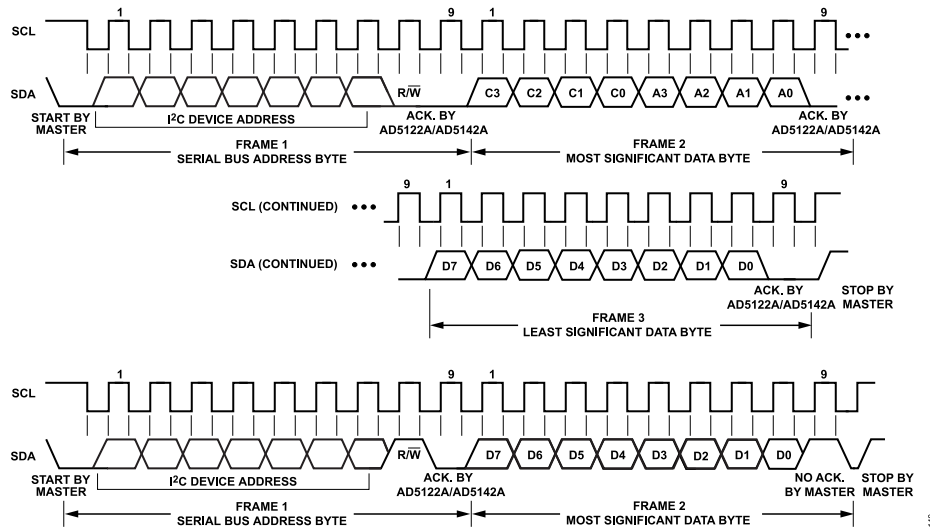 1 9 1 9
SCL •••
SDA R/W C3 C2 C1 C0 A3 A2 A1 A0 •••
START BY MASTER
I²C DEVICE ADDRESS
ACK. BY
AD5122A/AD5142A
ACK. BY
AD5122A/AD5142A
FRAME 1
SERIAL BUS ADDRESS BYTE
FRAME 2
MOST SIGNIFICANT DATA BYTE
9 1 9
SCL (CONTINUED) •••
SDA (CONTINUED) ••• D7 D6 D5 D4 D3 D2 D1 D0
ACK. BY
AD5122A/AD5142A
STOP BY
MASTER
FRAME 3
LEAST SIGNIFICANT DATA BYTE
1 9 1 9
SCL
SDA R/W D7 D6 D5 D4 D3 D2 D1 D0
START BY
MASTER
I²C DEVICE ADDRESS
ACK. BY
AD5122A/AD5142A
NO ACK.
BY MASTER
STOP BY
MASTER
FRAME 1
SERIAL BUS ADDRESS BYTE
FRAME 2
MOST SIGNIFICANT DATA BYTE